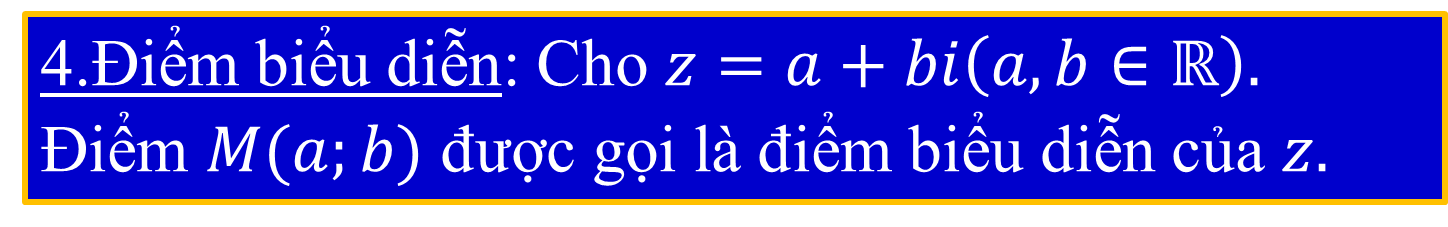 4.Điểm biểu diễn: Cho z = a + bi(a, b ∈ ℝ).
Điểm M(a; b) được gọi là điểm biểu diễn của z.